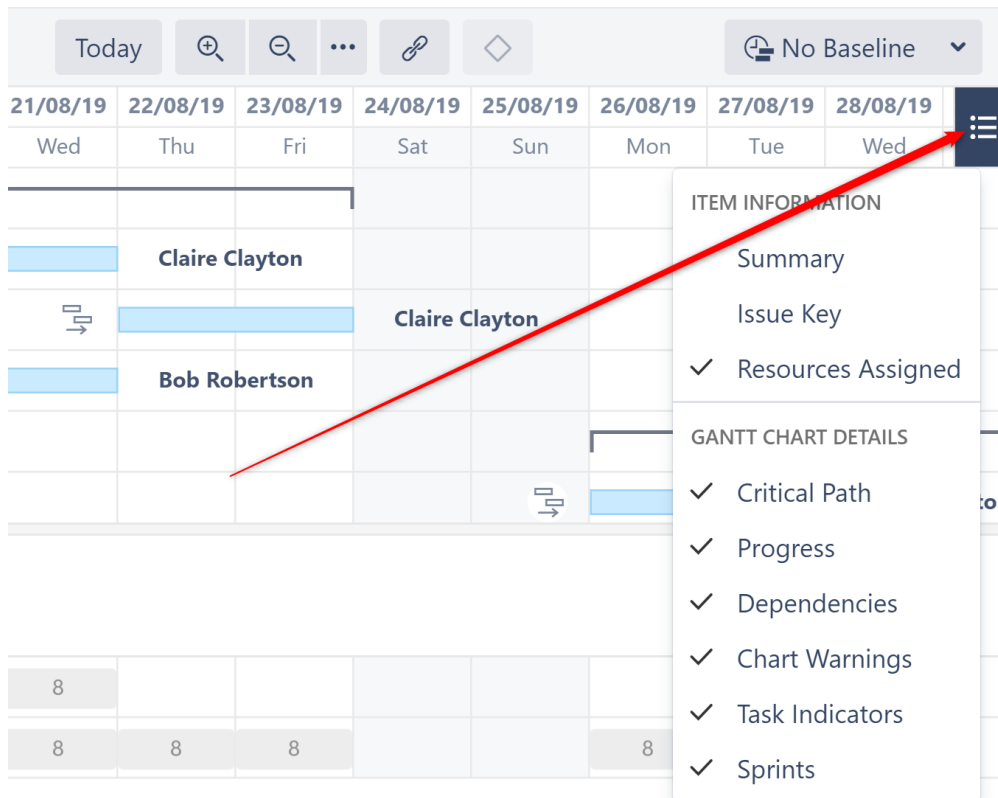 Today
No Baseline
21/08/19 22/08/19 23/08/19 24/08/19 25/08/19 26/08/19 27/08/19 28/08/19
Wed Thu Fri Sat Sun Mon Tue Wed
ITEM INFORMATION
Summary
Issue Key
Resources Assigned
GANTT CHART DETAILS
Critical Path
Progress
Dependencies
Chart Warnings
Task Indicators
Sprints
Claire Clayton
Claire Clayton
Bob Robertson
8
8 8 8 8